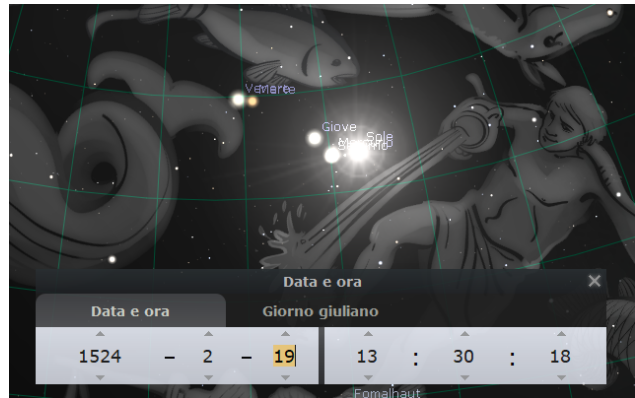 Venere
Marte
Giove
Sole
Data e ora
Data e ora Giorno giuliano
1524 - 2 - 19 13 : 30 : 18
Fomalhaut